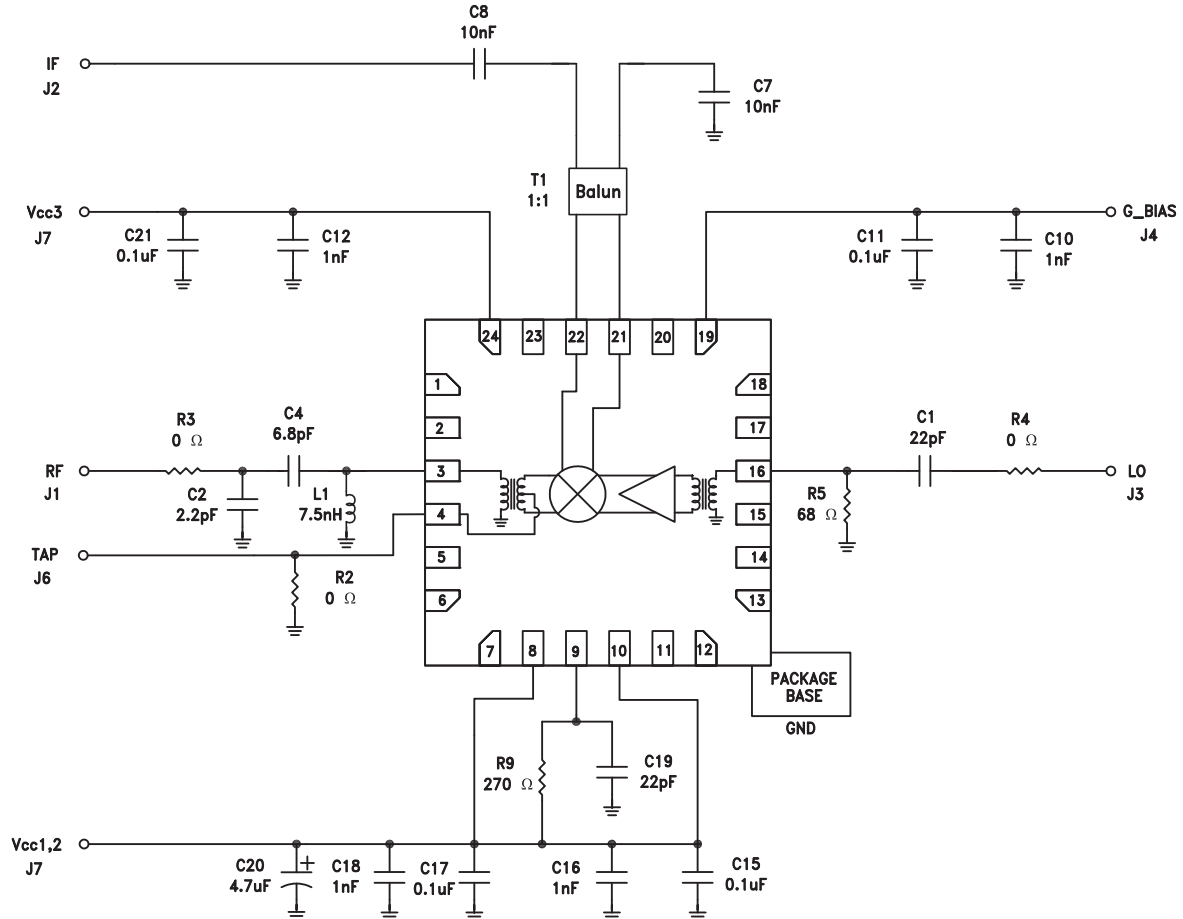 C8
10nF
IF
J2
C7
10nF
T1
1:1
Balun
Vcc3
J7
C21
0.1uF
C12
1nF
C11
0.1uF
C10
1nF
G_BIAS
J4
24
23
22
21
20
19
1
2
3
4
5
6
18
17
16
15
14
13
7
8
9
10
11
12
R3
0 Ω
C4
6.8pF
RF
J1
C2
2.2pF
L1
7.5nH
TAP
J6
R2
0 Ω
C1
22pF
R4
0 Ω
R5
68 Ω
LO
J3
PACKAGE
BASE
GND
R9
270 Ω
C19
22pF
Vcc1,2
J7
C20
4.7uF
+
C18
1nF
C17
0.1uF
C16
1nF
C15
0.1uF